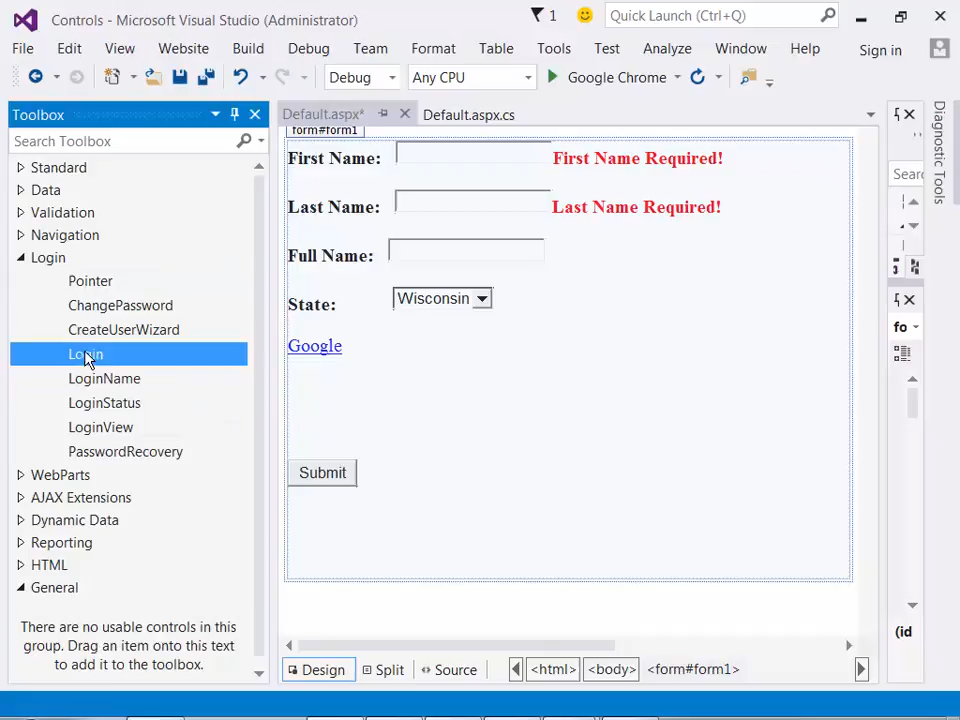 Controls - Microsoft Visual Studio (Administrator)
1
Quick Launch (Ctrl+Q)
File Edit View Website Build Debug Team Format Table Tools Test Analyze Window Help Sign in
Debug Any CPU Google Chrome
Toolbox
Default.aspx* Default.aspx.cs
Search Toolbox
Standard
Data
Validation
Navigation
Login
Pointer
ChangePassword
CreateUserWizard
Login
LoginName
LoginStatus
LoginView
PasswordRecovery
WebParts
AJAX Extensions
Dynamic Data
Reporting
HTML
General
There are no usable controls in this
group. Drag an item onto this text
to add it to the toolbox.
form#form1
First Name: First Name Required!
Last Name: Last Name Required!
Full Name:
State: Wisconsin
Google
Submit
Design Split Source <html> <body> <form#form1>
Sear
fo
(id
Diagnostic Tools